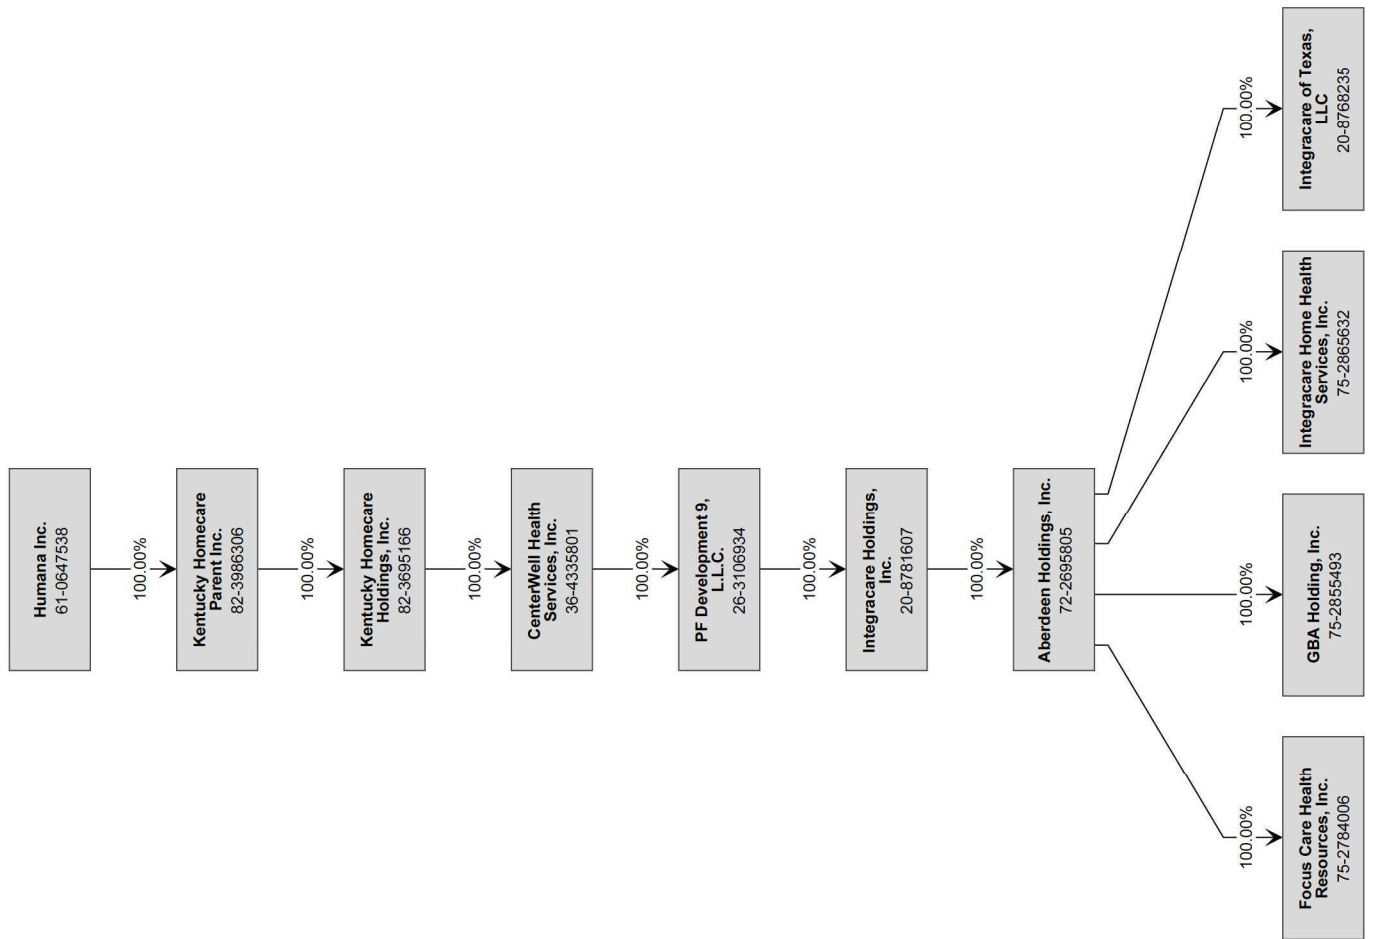 Humana Inc.
61-0647538
100.00%
Kentucky Homecare
Parent Inc.
82-3986306
100.00%
Kentucky Homecare
Holdings, Inc.
82-3695166
100.00%
CenterWell Health
Services, Inc.
36-4335801
100.00%
PF Development 9,
L.L.C.
26-3106934
100.00%
Integracare Holdings,
Inc.
20-8781607
100.00%
Aberdeen Holdings, Inc.
72-2695805
100.00%
100.00%
100.00%
100.00%
Focus Care Health
Resources, Inc.
75-2784006
GBA Holding, Inc.
75-2855493
Integracare Home Health
Services, Inc.
75-2865632
Integracare of Texas,
LLC
20-8768235